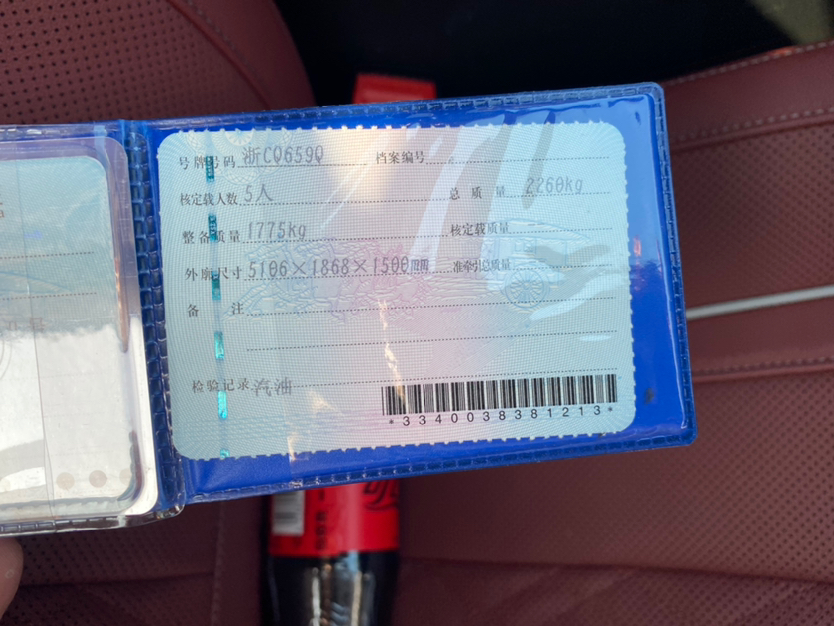 号牌号码 浙CQ659Q 档案编号
核定载人数 5人 总质量 2260kg
整备质量 1775kg 核定载质量
外廓尺寸 5106×1868×1500mm 准牵引总质量
备注
检验记录 汽油
*3340038381213*